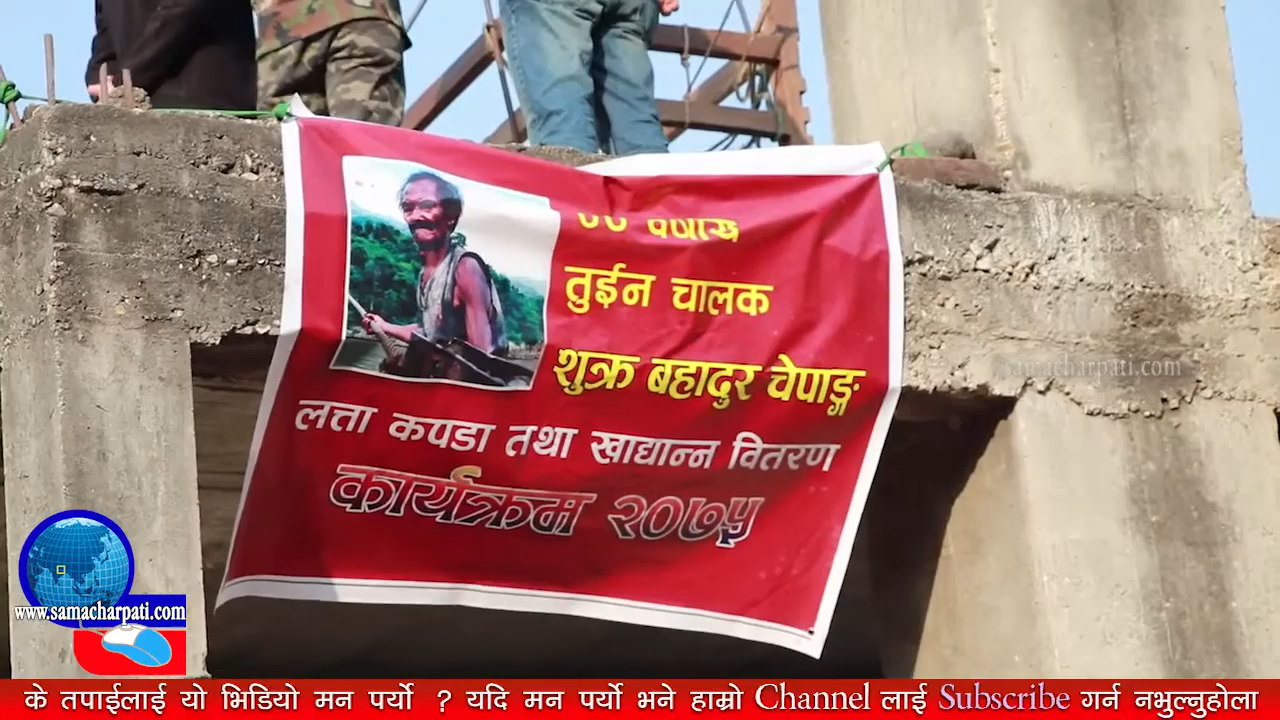 तुईन चालक
शुक्र बहादुर चेपाङ्ग
लत्ता कपडा तथा खाद्यान्न वितरण
कार्यक्रम २०७५
samacharpati.com
www.samacharpati.com
के तपाईलाई यो भिडियो मन पर्यो ? यदि मन पर्यो भने हाम्रो Channel लाई Subscribe गर्न नभुल्नुहोला